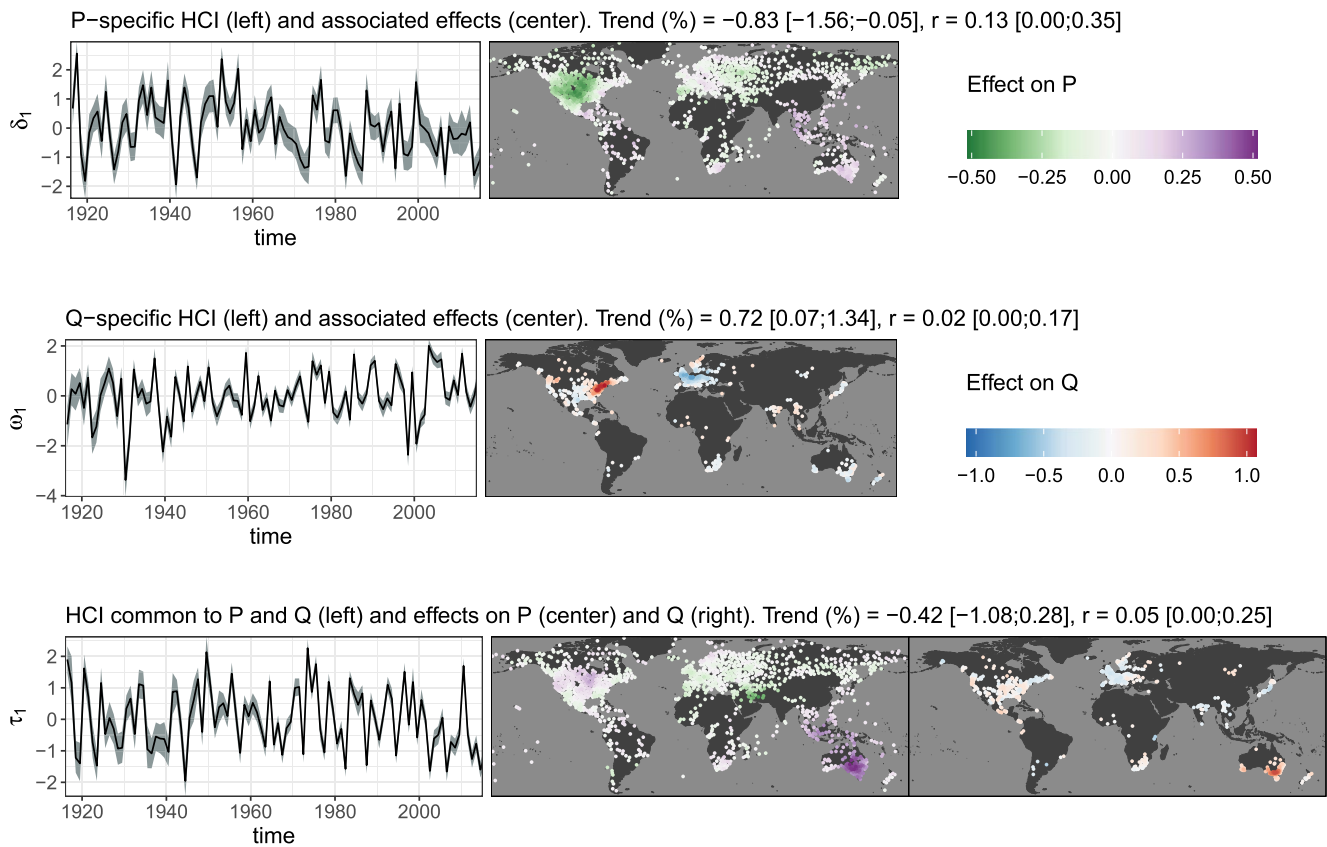 P−specific HCI (left) and associated effects (center). Trend (%) = −0.83 [−1.56;−0.05], r = 0.13 [0.00;0.35]
δ1
2
1
0
−1
−2
1920 1940 1960 1980 2000
time
Effect on P
−0.50 −0.25 0.00 0.25 0.50
Q−specific HCI (left) and associated effects (center). Trend (%) = 0.72 [0.07;1.34], r = 0.02 [0.00;0.17]
ω1
2
0
−2
−4
1920 1940 1960 1980 2000
time
Effect on Q
−1.0 −0.5 0.0 0.5 1.0
HCI common to P and Q (left) and effects on P (center) and Q (right). Trend (%) = −0.42 [−1.08;0.28], r = 0.05 [0.00;0.25]
τ1
2
1
0
−1
−2
1920 1940 1960 1980 2000
time